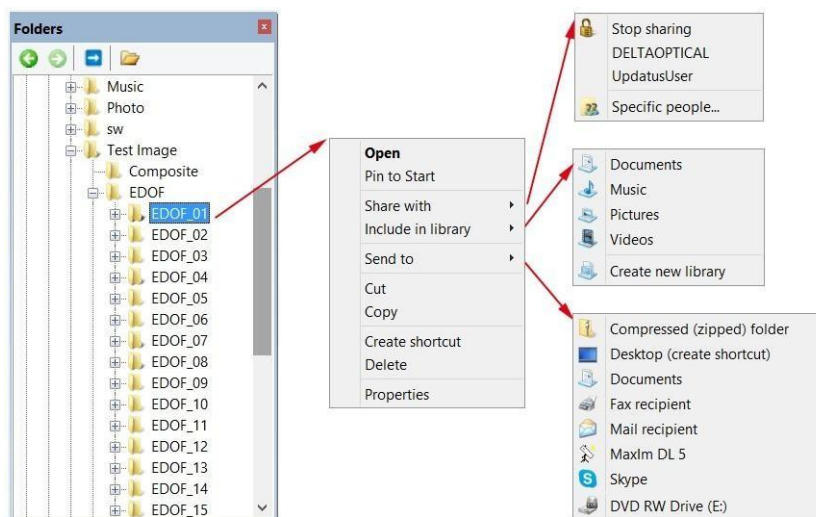 Folders
Music
Photo
sw
Test Image
Composite
EDOF
EDOF_01
EDOF_02
EDOF_03
EDOF_04
EDOF_05
EDOF_06
EDOF_07
EDOF_08
EDOF_09
EDOF_10
EDOF_11
EDOF_12
EDOF_13
EDOF_14
EDOF_15
Open
Pin to Start
Share with
Include in library
Send to
Cut
Copy
Create shortcut
Delete
Properties
Stop sharing
DELTAOPTICAL
UpdatusUser
Specific people...
Documents
Music
Pictures
Videos
Create new library
Compressed (zipped) folder
Desktop (create shortcut)
Documents
Fax recipient
Mail recipient
MaxIm DL 5
Skype
DVD RW Drive (E:)